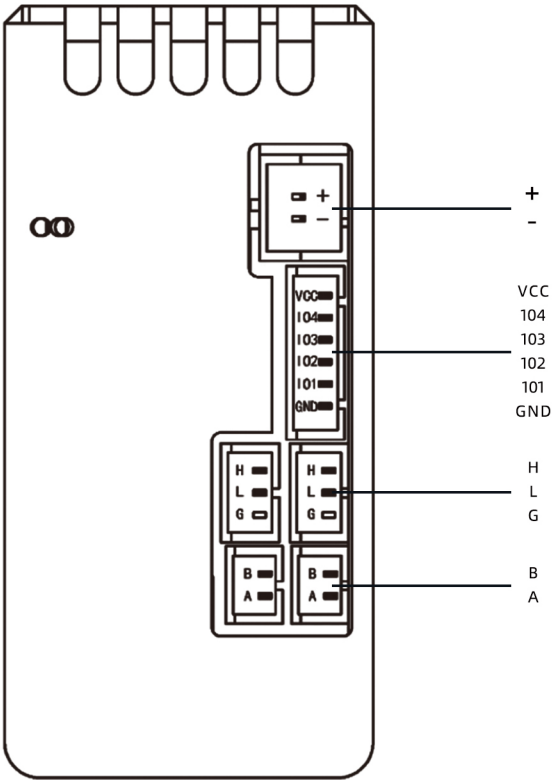 +
-
+
-
VCC
IO4
IO3
IO2
IO1
GND
VCC
104
103
102
101
GND
H
L
G
H
L
G
H
L
G
B
A
B
A
B
A